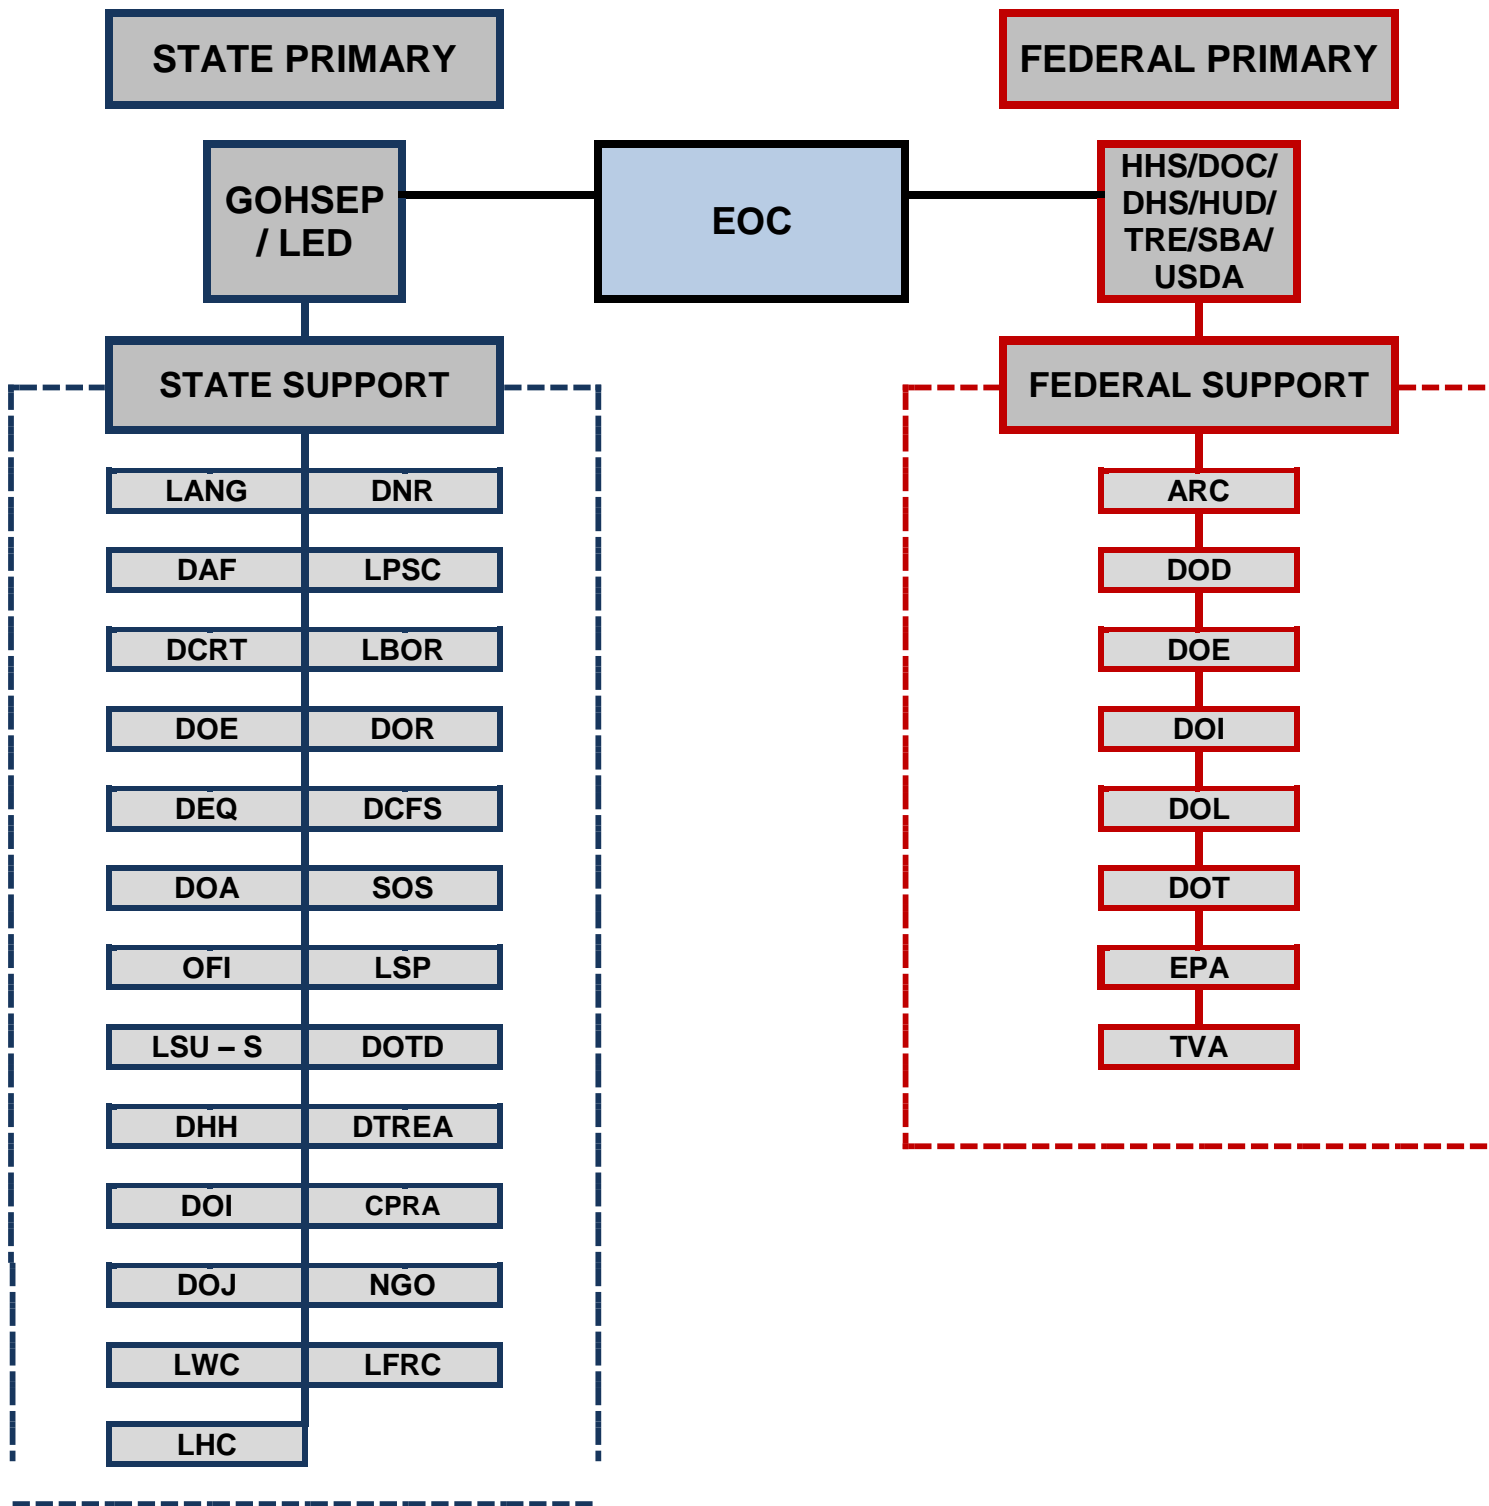 STATE PRIMARY
FEDERAL PRIMARY
GOHSEP
/ LED
EOC
HHS/DOC/
DHS/HUD/
TRE/SBA/
USDA
STATE SUPPORT
FEDERAL SUPPORT
LANG
DNR
DAF
LPSC
DCRT
LBOR
DOE
DOR
DEQ
DCFS
DOA
SOS
OFI
LSP
LSU – S
DOTD
DHH
DTREA
DOI
CPRA
DOJ
NGO
LWC
LFRC
LHC
ARC
DOD
DOE
DOI
DOL
DOT
EPA
TVA